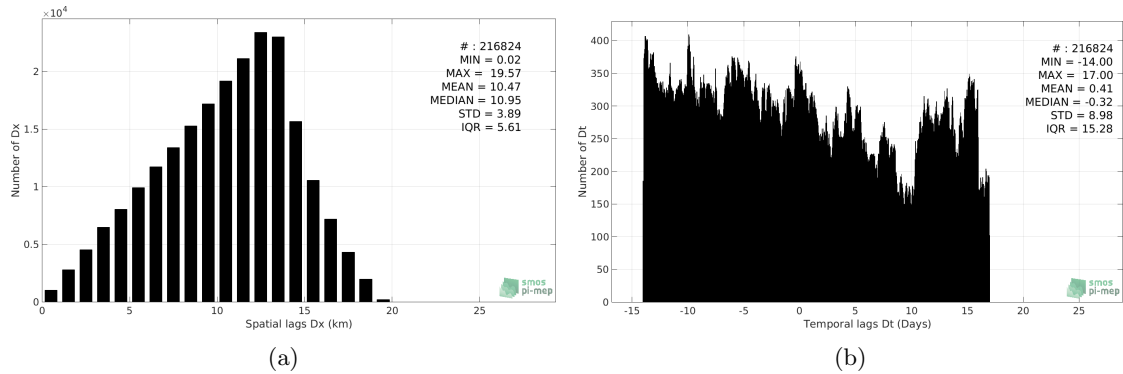 ×10⁴
# : 216824
MIN = 0.02
MAX = 19.57
MEAN = 10.47
MEDIAN = 10.95
STD = 3.89
IQR = 5.61
2
1.5
1
0.5
0
Number of Dx
0 5 10 15 20 25
Spatial lags Dx (km)
smos
pi-mep
(a)
# : 216824
MIN = -14.00
MAX = 17.00
MEAN = 0.41
MEDIAN = -0.32
STD = 8.98
IQR = 15.28
400
350
300
250
200
150
100
50
0
Number of Dt
-15 -10 -5 0 5 10 15 20 25
Temporal lags Dt (Days)
smos
pi-mep
(b)